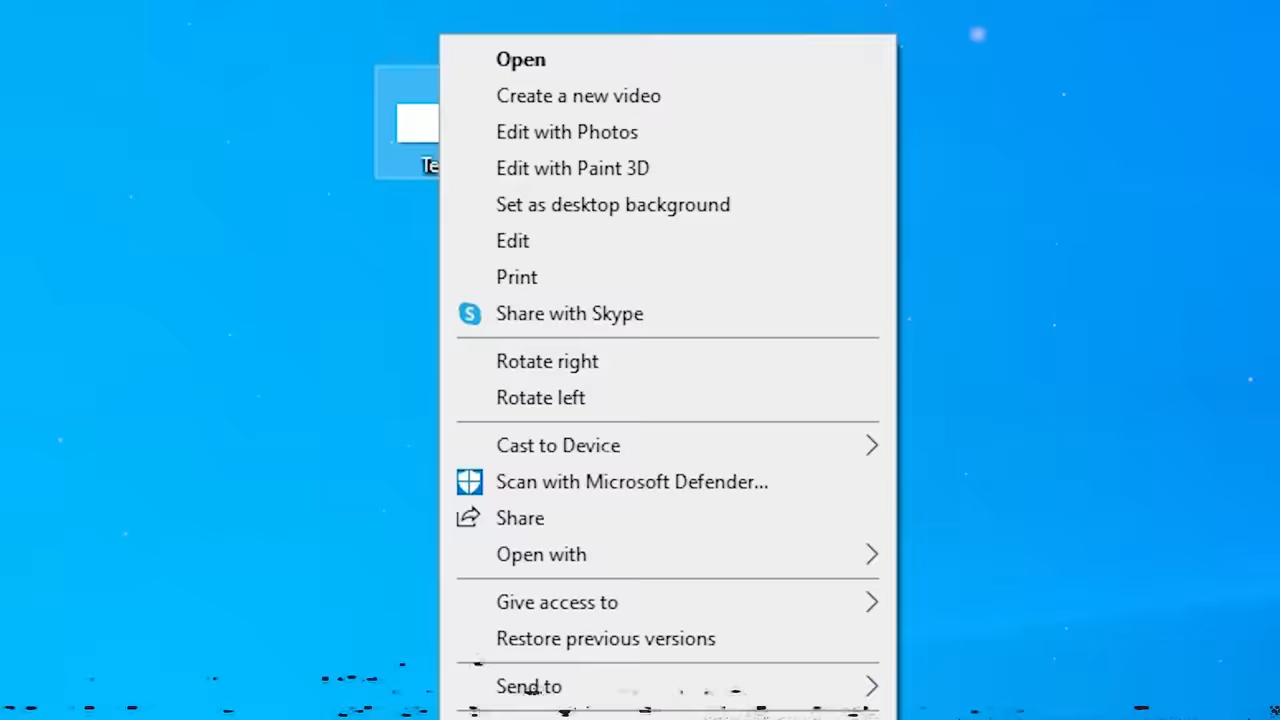 Open
Create a new video
Edit with Photos
Edit with Paint 3D
Te
Set as desktop background
Edit
Print
Share with Skype
Rotate right
Rotate left
Cast to Device
Scan with Microsoft Defender...
Share
Open with
Give access to
Restore previous versions
Send to